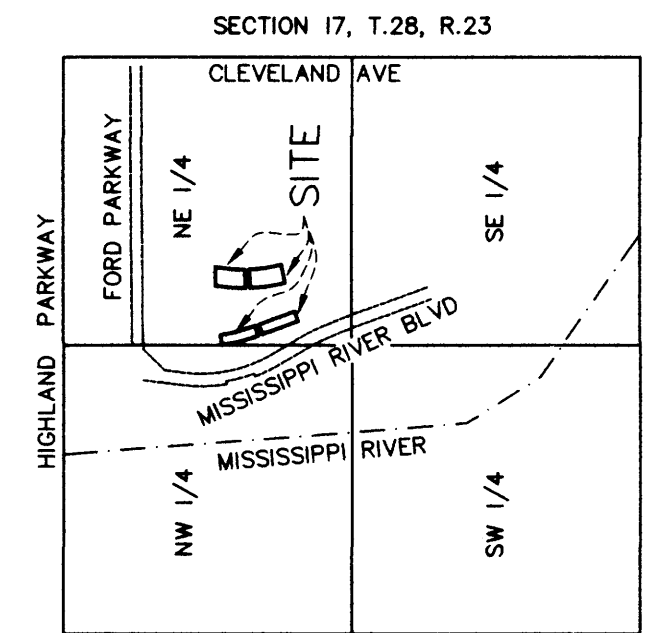 SECTION 17, T.28, R.23
CLEVELAND AVE
FORD PARKWAY
NE 1/4
SITE
SE 1/4
HIGHLAND PARKWAY
MISSISSIPPI RIVER BLVD
MISSISSIPPI RIVER
NW 1/4
SW 1/4